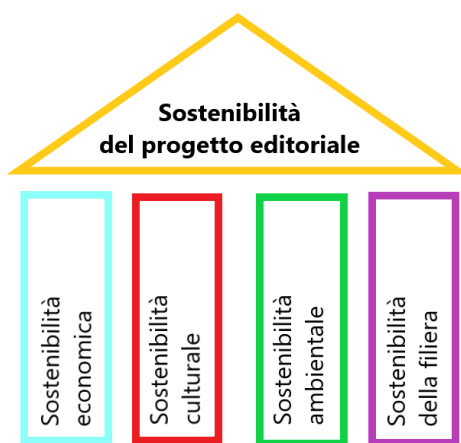 Sostenibilità
del progetto editoriale
Sostenibilità
economica
Sostenibilità
culturale
Sostenibilità
ambientale
Sostenibilità
della filiera